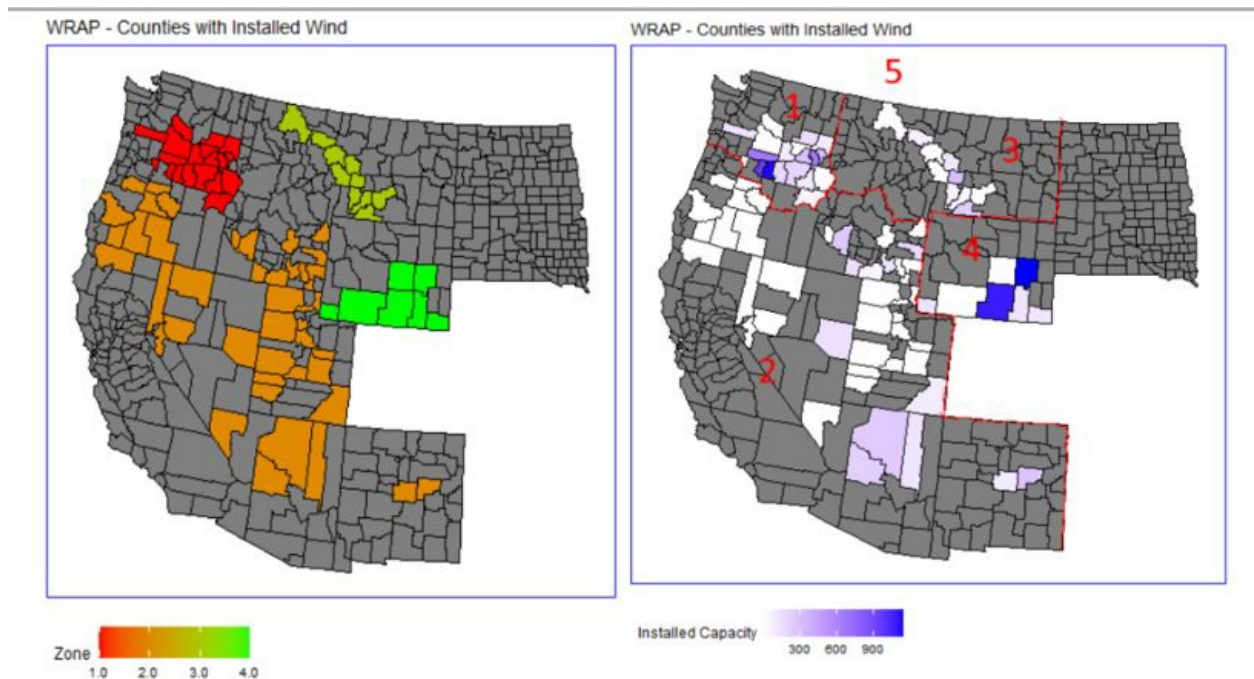 WRAP - Counties with Installed Wind
Zone
1.0 2.0 3.0 4.0
WRAP - Counties with Installed Wind
5
1
3
4
2
Installed Capacity
300 600 900